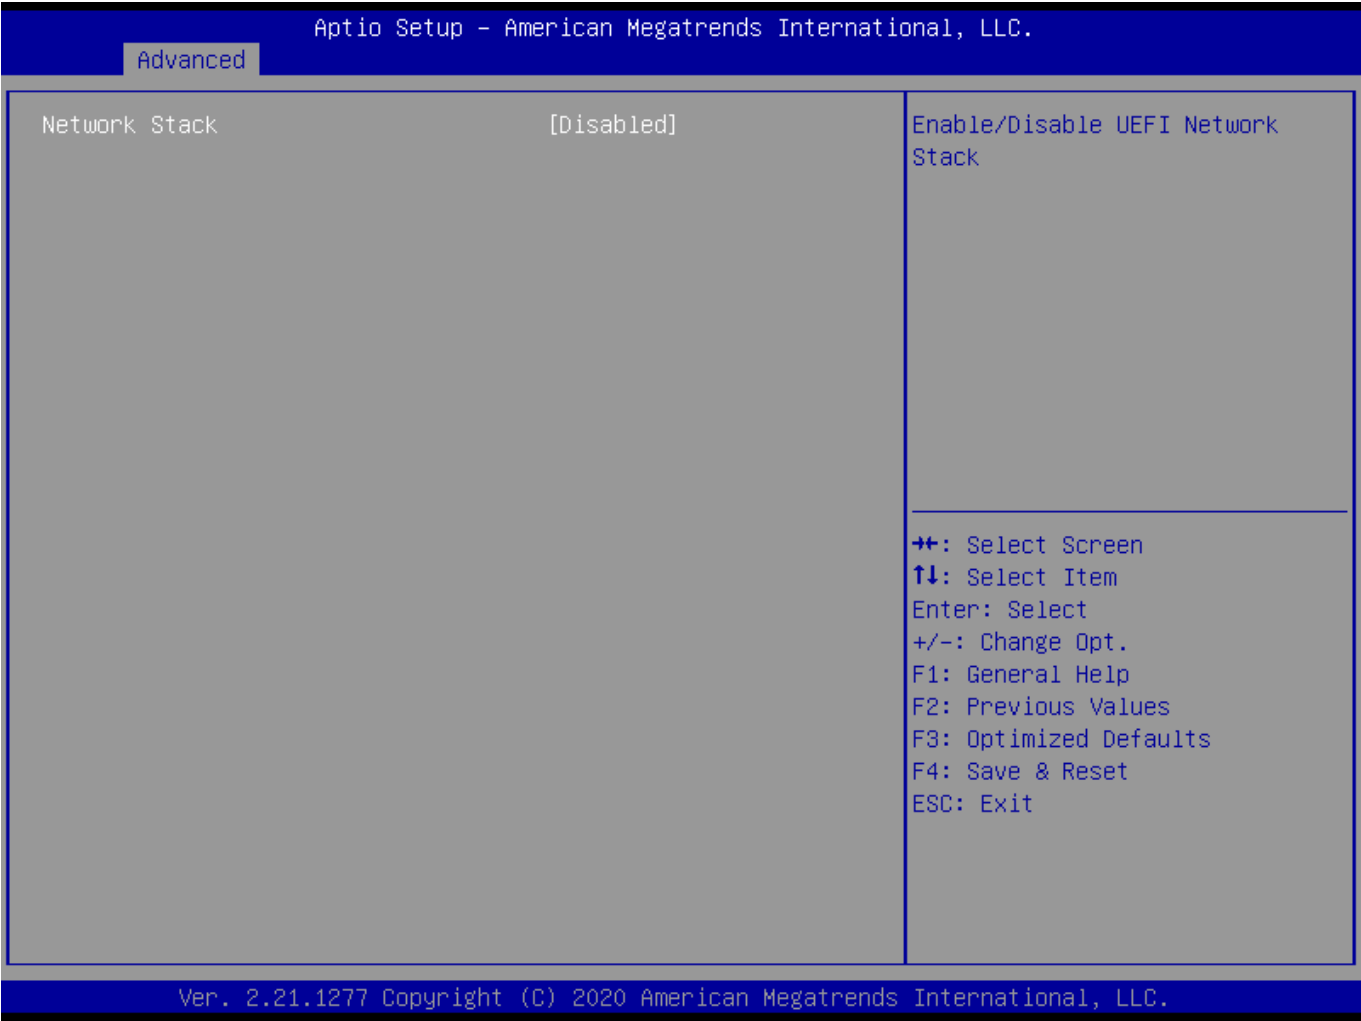 Aptio Setup – American Megatrends International, LLC.
Advanced
Network Stack [Disabled]
Enable/Disable UEFI Network
Stack
→←: Select Screen
↑↓: Select Item
Enter: Select
+/-: Change Opt.
F1: General Help
F2: Previous Values
F3: Optimized Defaults
F4: Save & Reset
ESC: Exit
Ver. 2.21.1277 Copyright (C) 2020 American Megatrends International, LLC.